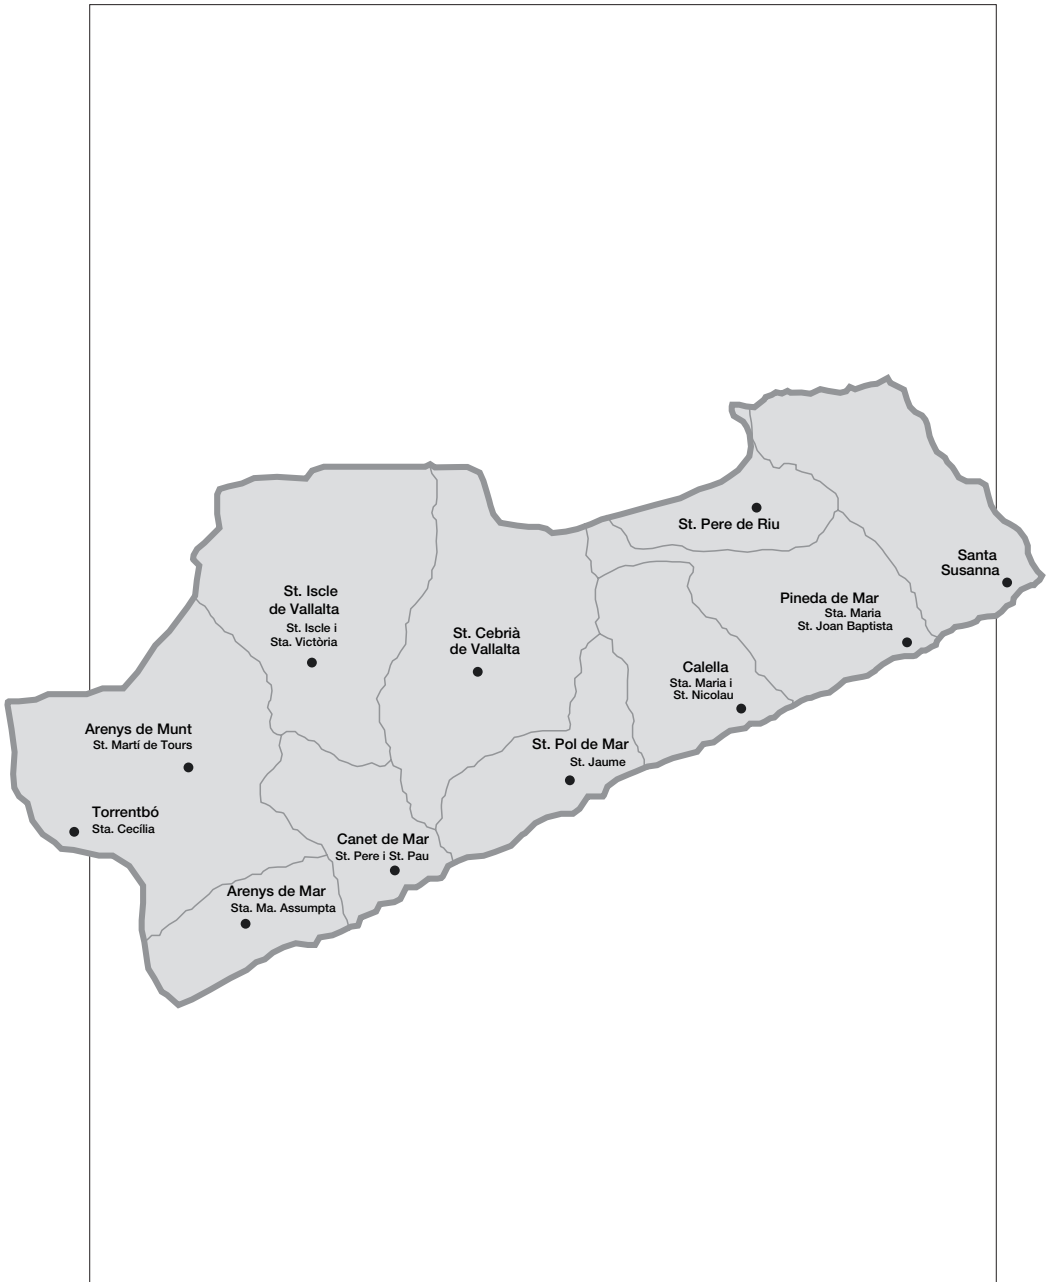 St. Pere de Riu
Santa
Susanna
Pineda de Mar
Sta. Maria
St. Joan Baptista
St. Iscle
de Vallalta
St. Iscle i
Sta. Victòria
St. Cebrià
de Vallalta
Calella
Sta. Maria i
St. Nicolau
Arenys de Munt
St. Martí de Tours
St. Pol de Mar
St. Jaume
Torrentbó
Sta. Cecília
Canet de Mar
St. Pere i St. Pau
Arenys de Mar
Sta. Ma. Assumpta